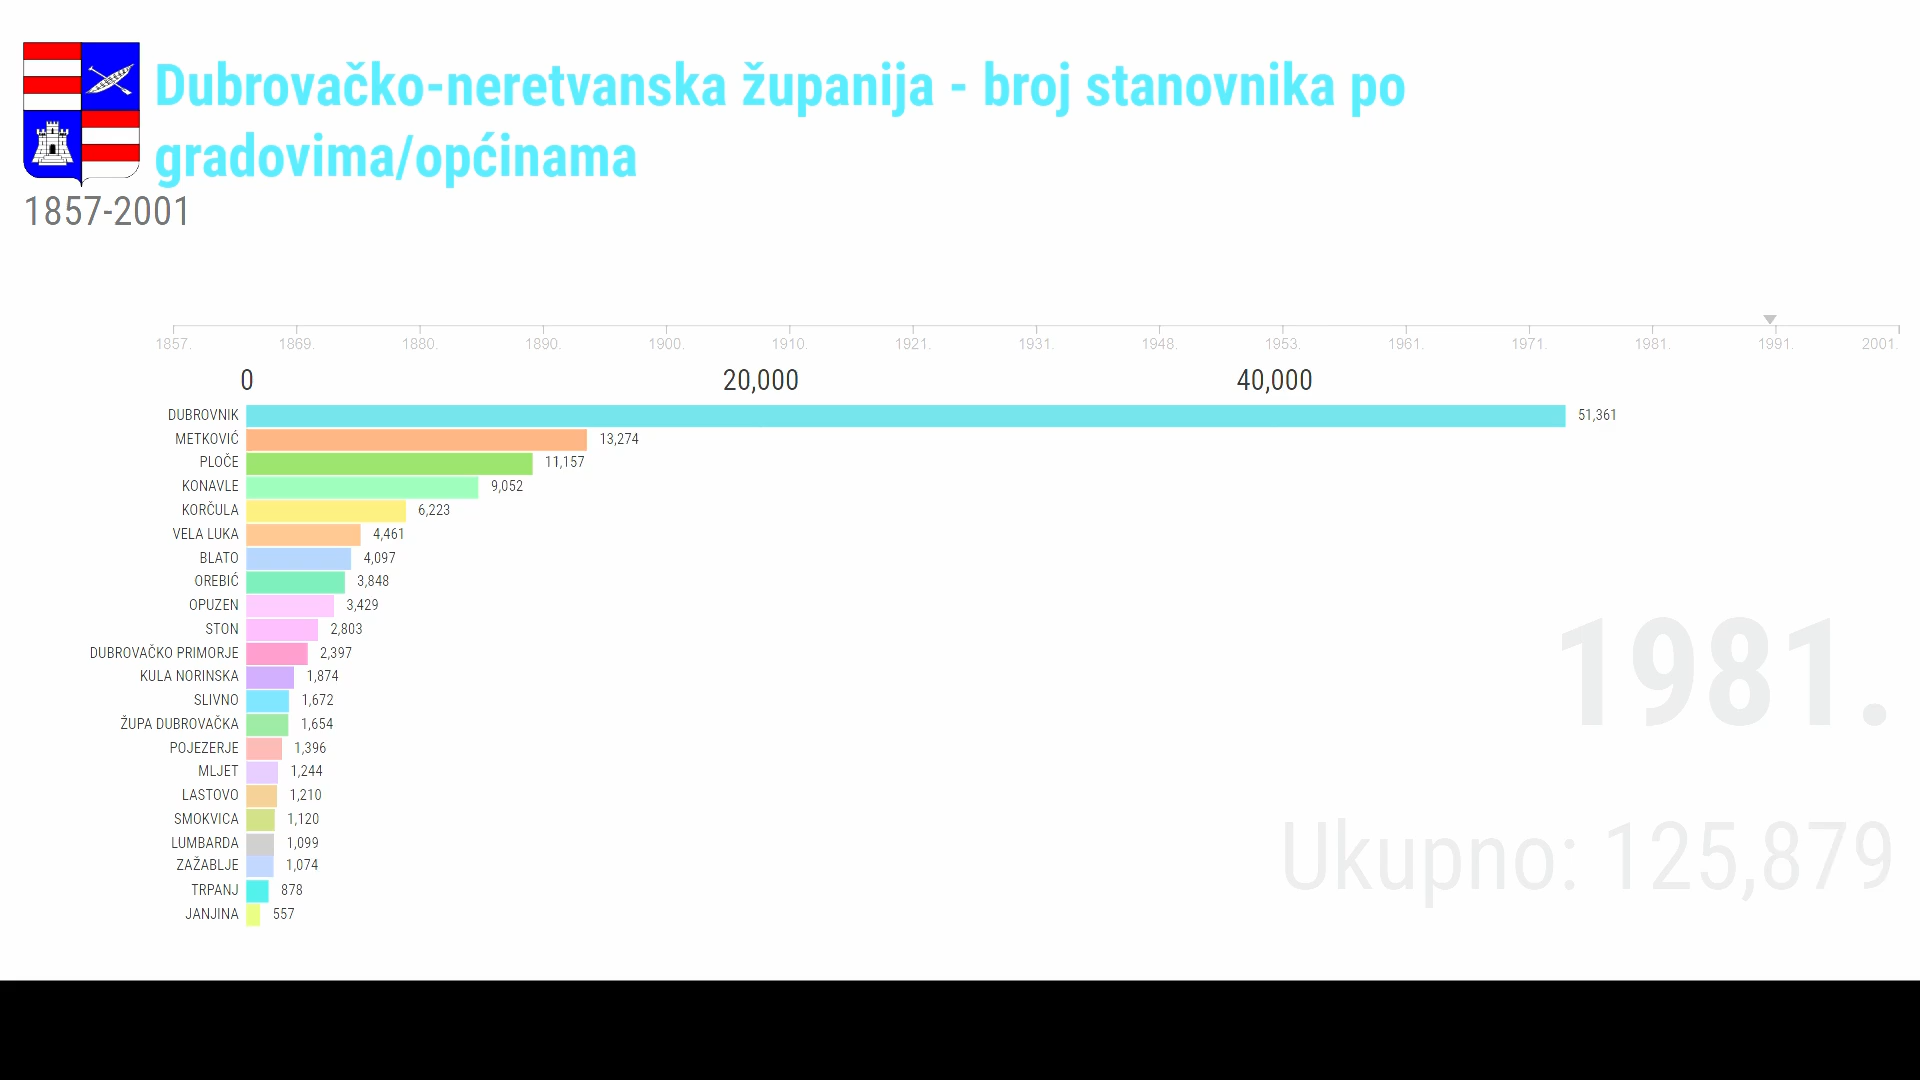 Dubrovačko-neretvanska županija - broj stanovnika po
gradovima/općinama
1857-2001
1857. 1869. 1880. 1890. 1900. 1910. 1921. 1931. 1948. 1953. 1961. 1971. 1981. 1991. 2001.
0 20,000 40,000
DUBROVNIK 51,361
METKOVIĆ 13,274
PLOČE 11,157
KONAVLE 9,052
KORČULA 6,223
VELA LUKA 4,461
BLATO 4,097
OREBIĆ 3,848
OPUZEN 3,429
STON 2,803
DUBROVAČKO PRIMORJE 2,397
KULA NORINSKA 1,874
SLIVNO 1,672
ŽUPA DUBROVAČKA 1,654
POJEZERJE 1,396
MLJET 1,244
LASTOVO 1,210
SMOKVICA 1,120
LUMBARDA 1,099
ZAŽABLJE 1,074
TRPANJ 878
JANJINA 557
1981.
Ukupno: 125,879